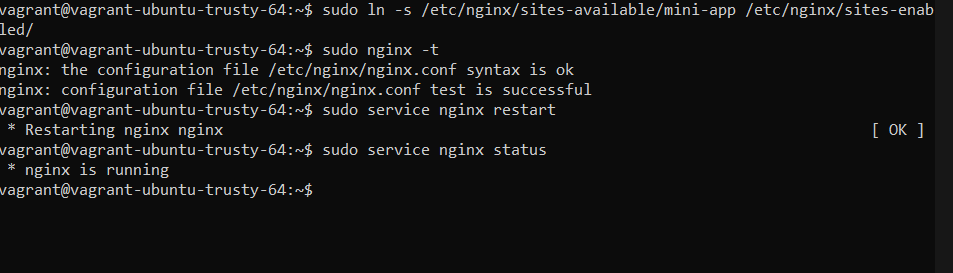 vagrant@vagrant-ubuntu-trusty-64:~$ sudo ln -s /etc/nginx/sites-available/mini-app /etc/nginx/sites-enab
led/
vagrant@vagrant-ubuntu-trusty-64:~$ sudo nginx -t
nginx: the configuration file /etc/nginx/nginx.conf syntax is ok
nginx: configuration file /etc/nginx/nginx.conf test is successful
vagrant@vagrant-ubuntu-trusty-64:~$ sudo service nginx restart
 * Restarting nginx nginx [ OK ]
vagrant@vagrant-ubuntu-trusty-64:~$ sudo service nginx status
 * nginx is running
vagrant@vagrant-ubuntu-trusty-64:~$